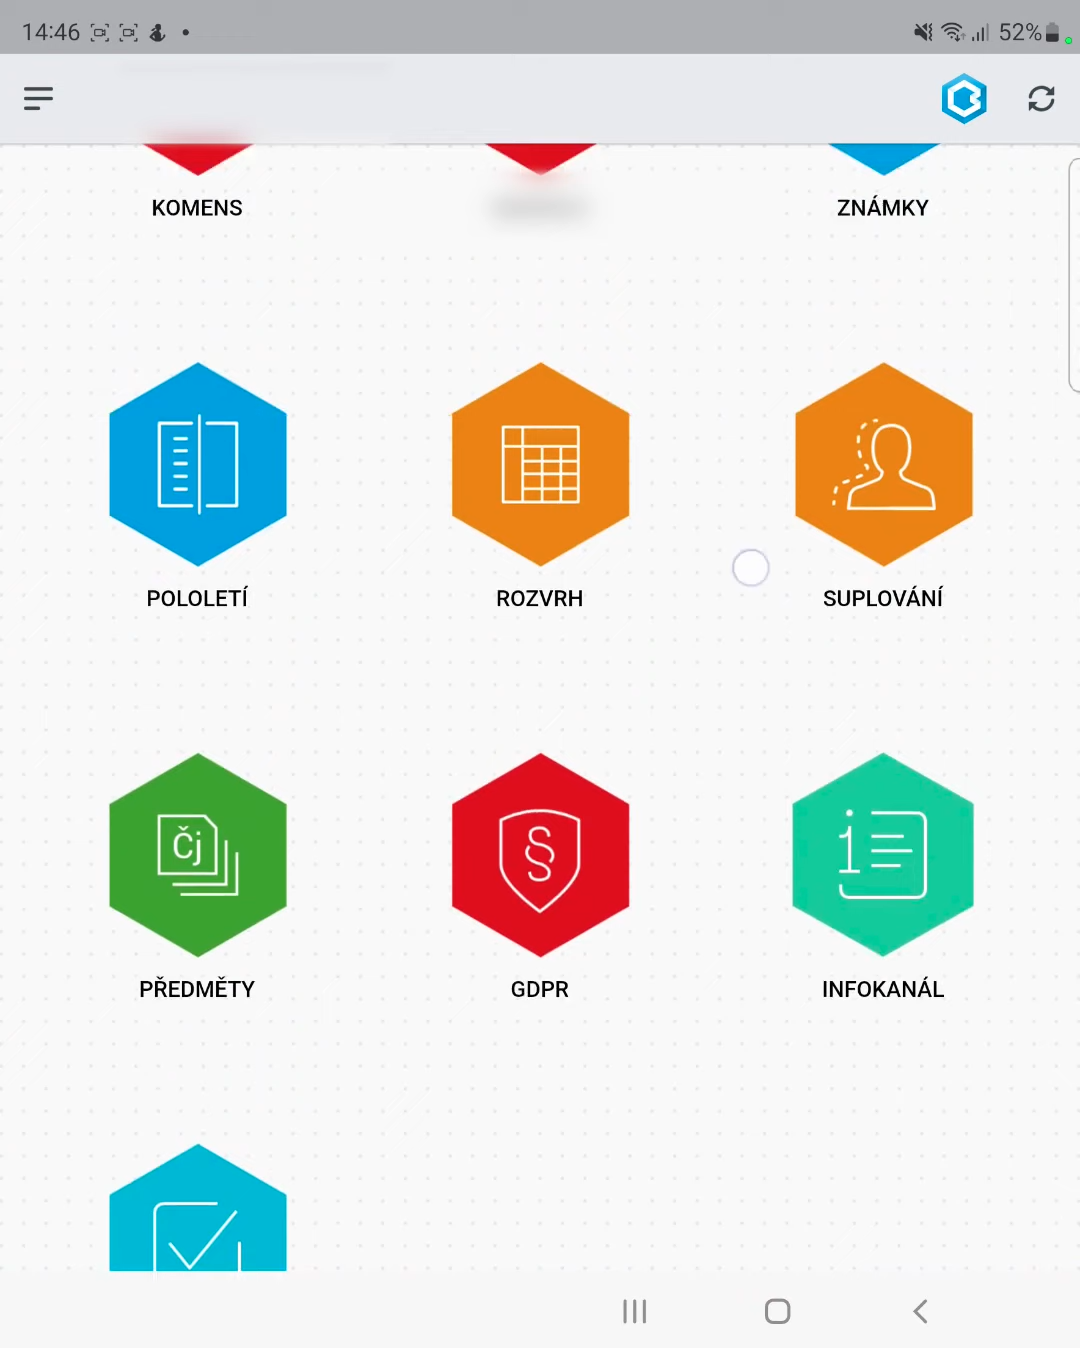 14:46
52%
KOMENS
ZNÁMKY
POLOLETÍ
ROZVRH
SUPLOVÁNÍ
Čj
§
i
PŘEDMĚTY
GDPR
INFOKANÁL